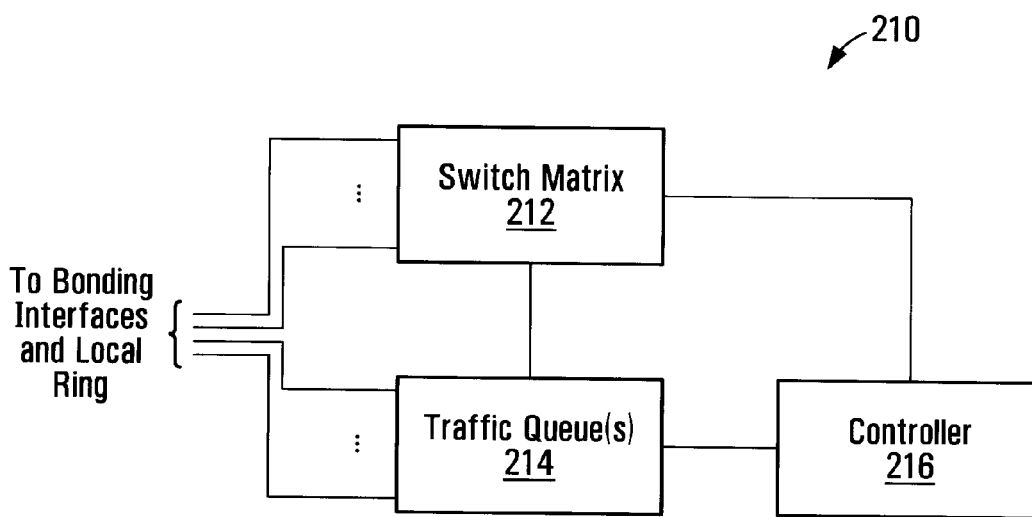 210
Switch Matrix
212
To Bonding
Interfaces
and Local
Ring
Traffic Queue(s)
214
Controller
216